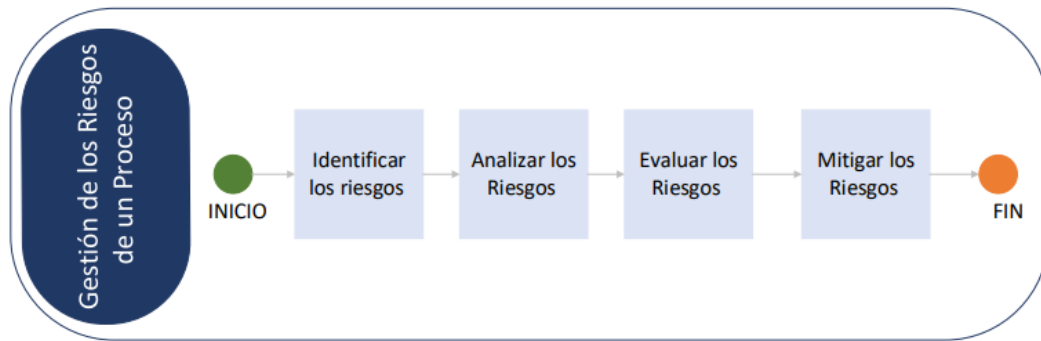 Gestión de los Riesgos
de un Proceso
INICIO
Identificar
los riesgos
Analizar los
Riesgos
Evaluar los
Riesgos
Mitigar los
Riesgos
FIN